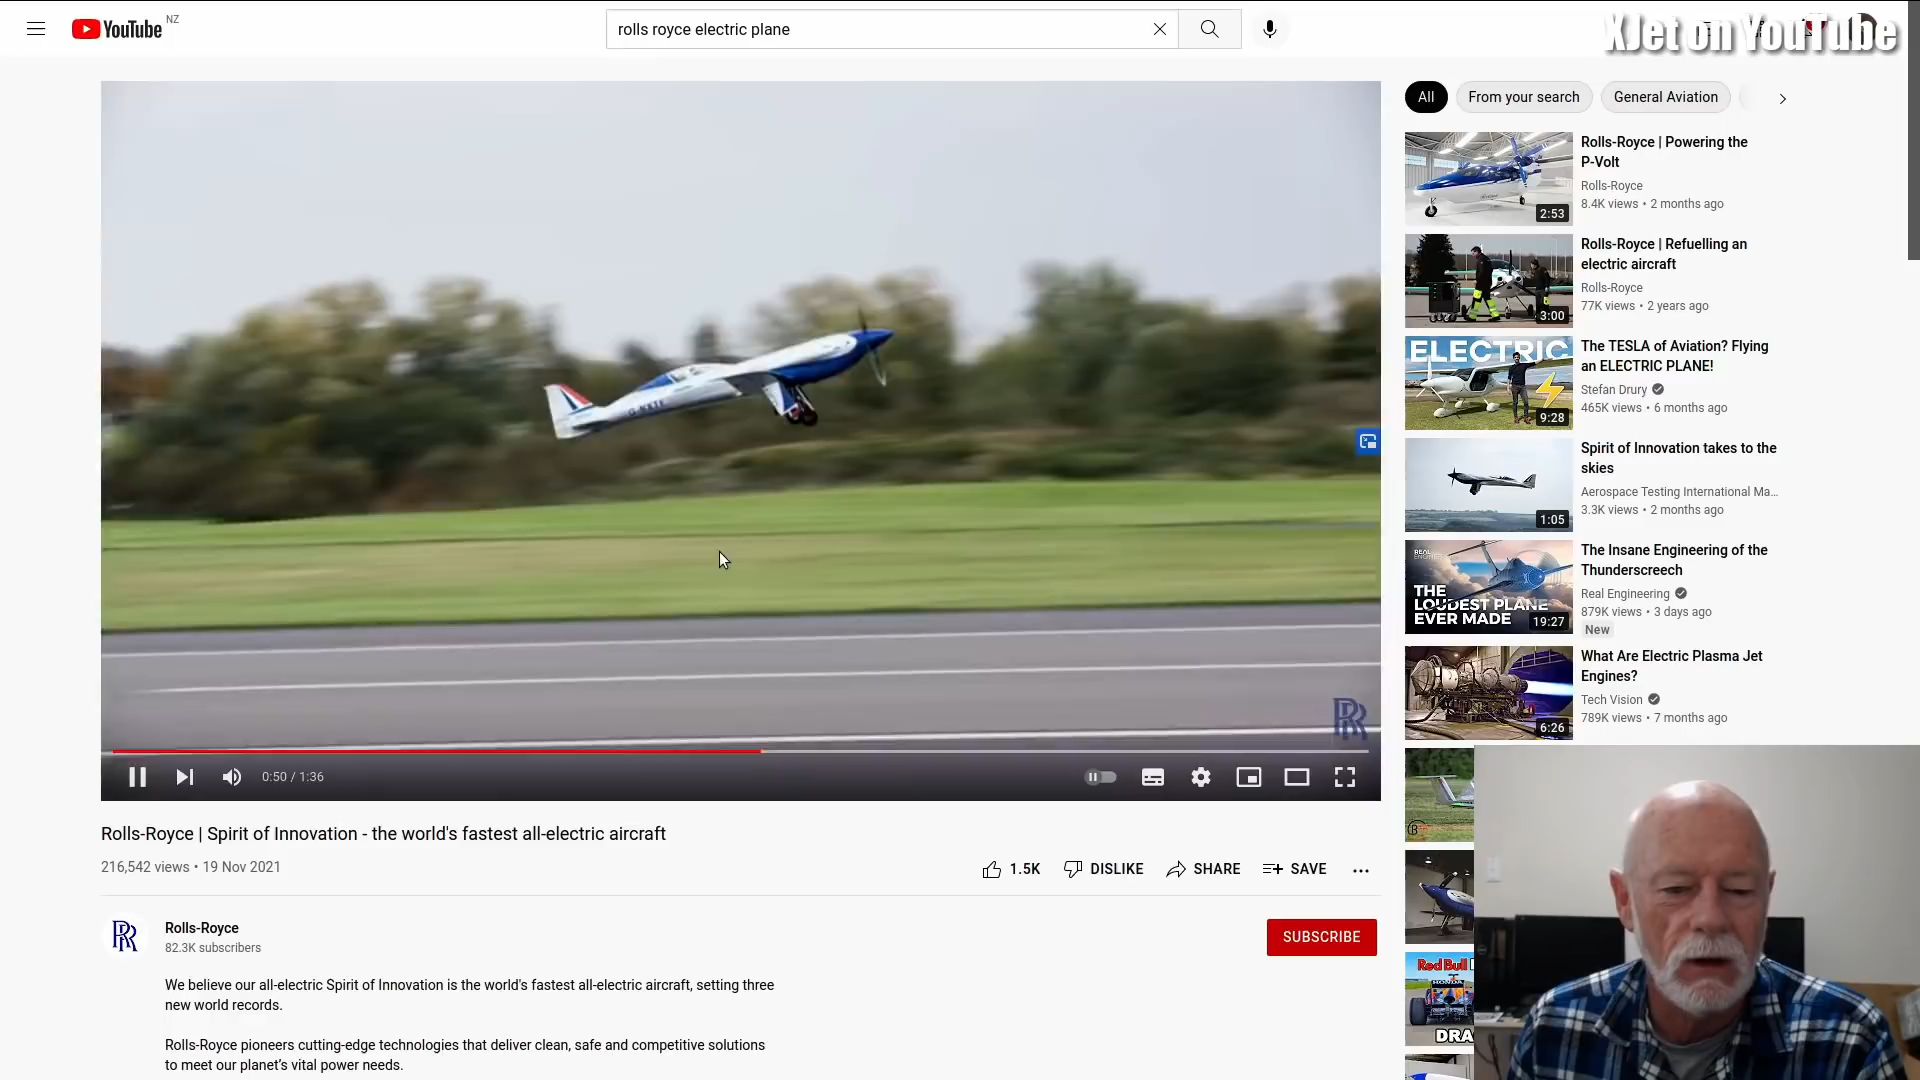 YouTube NZ
rolls royce electric plane
XJet on YouTube
0:50 / 1:36
Rolls-Royce | Spirit of Innovation - the world's fastest all-electric aircraft
216,542 views • 19 Nov 2021
1.5K
DISLIKE
SHARE
SAVE
Rolls-Royce
82.3K subscribers
SUBSCRIBE
We believe our all-electric Spirit of Innovation is the world's fastest all-electric aircraft, setting three
new world records.
Rolls-Royce pioneers cutting-edge technologies that deliver clean, safe and competitive solutions
to meet our planet's vital power needs.
All
From your search
General Aviation
2:53
Rolls-Royce | Powering the
P-Volt
Rolls-Royce
8.4K views • 2 months ago
3:00
Rolls-Royce | Refuelling an
electric aircraft
Rolls-Royce
77K views • 2 years ago
ELECTRIC
9:28
The TESLA of Aviation? Flying
an ELECTRIC PLANE!
Stefan Drury
465K views • 6 months ago
1:05
Spirit of Innovation takes to the
skies
Aerospace Testing International Ma...
3.3K views • 2 months ago
REAL
THE
LOUDEST PLANE
EVER MADE
19:27
The Insane Engineering of the
Thunderscreech
Real Engineering
879K views • 3 days ago
New
6:26
What Are Electric Plasma Jet
Engines?
Tech Vision
789K views • 7 months ago
Red Bull
HONDA
DRA